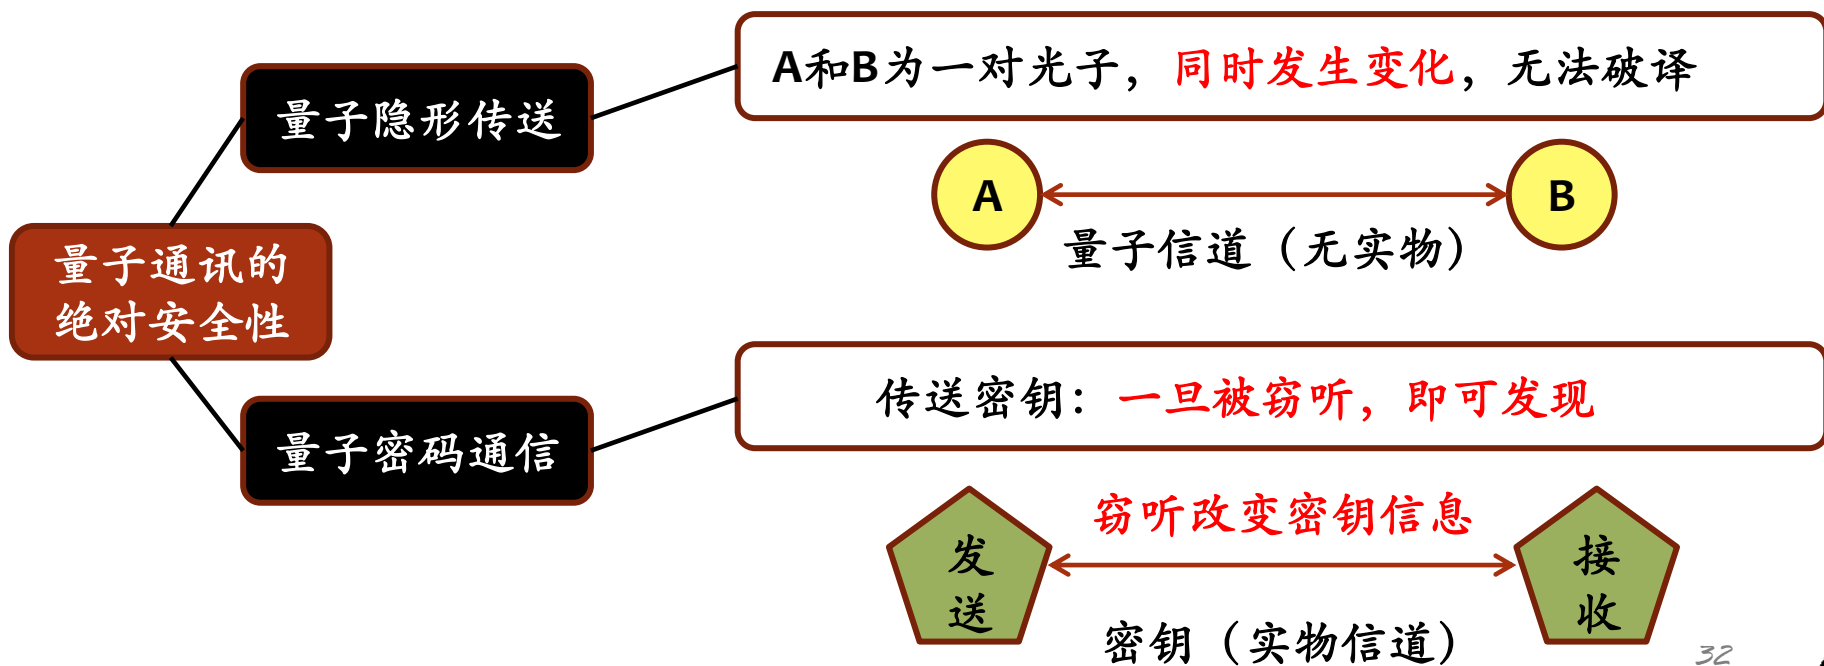 A和B为一对光子，同时发生变化，无法破译
量子隐形传送
A
B
量子信道（无实物）
量子通讯的
绝对安全性
传送密钥：一旦被窃听，即可发现
量子密码通信
窃听改变密钥信息
发
送
接
收
密钥（实物信道）
32